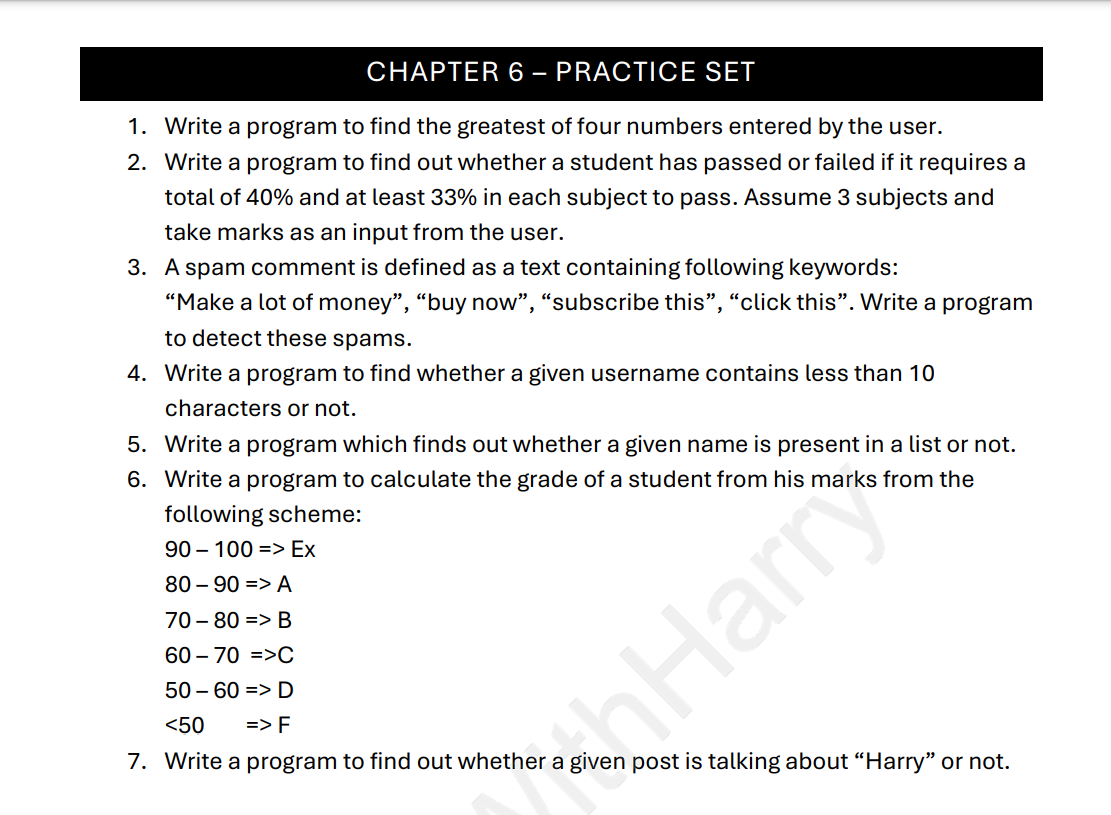 CHAPTER 6 – PRACTICE SET
1. Write a program to find the greatest of four numbers entered by the user.
2. Write a program to find out whether a student has passed or failed if it requires a
total of 40% and at least 33% in each subject to pass. Assume 3 subjects and
take marks as an input from the user.
3. A spam comment is defined as a text containing following keywords:
“Make a lot of money”, “buy now”, “subscribe this”, “click this”. Write a program
to detect these spams.
4. Write a program to find whether a given username contains less than 10
characters or not.
5. Write a program which finds out whether a given name is present in a list or not.
6. Write a program to calculate the grade of a student from his marks from the
following scheme:
90 – 100 => Ex
80 – 90 => A
70 – 80 => B
60 – 70 =>C
50 – 60 => D
<50 => F
7. Write a program to find out whether a given post is talking about “Harry” or not.
WithHarry